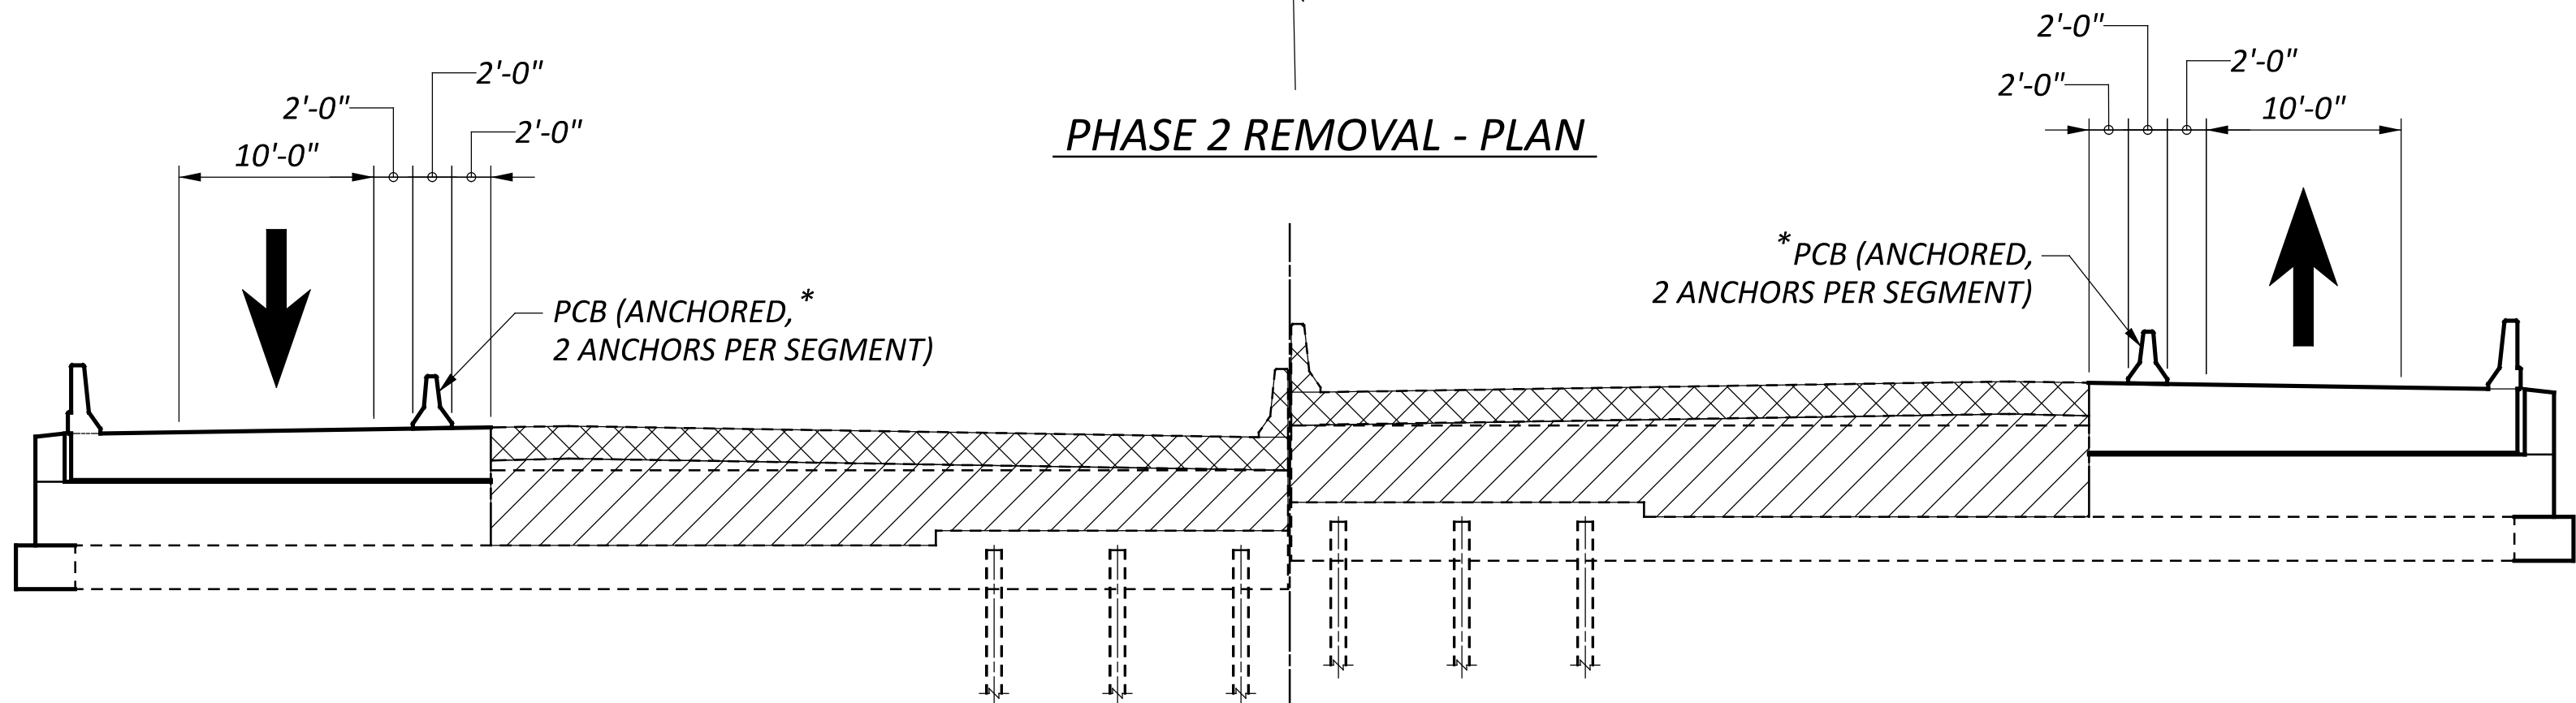 2'-0"
2'-0"
2'-0"
10'-0"
PHASE 2 REMOVAL - PLAN
2'-0"
2'-0"
2'-0"
10'-0"
PCB (ANCHORED,*
2 ANCHORS PER SEGMENT)
*PCB (ANCHORED,
2 ANCHORS PER SEGMENT)